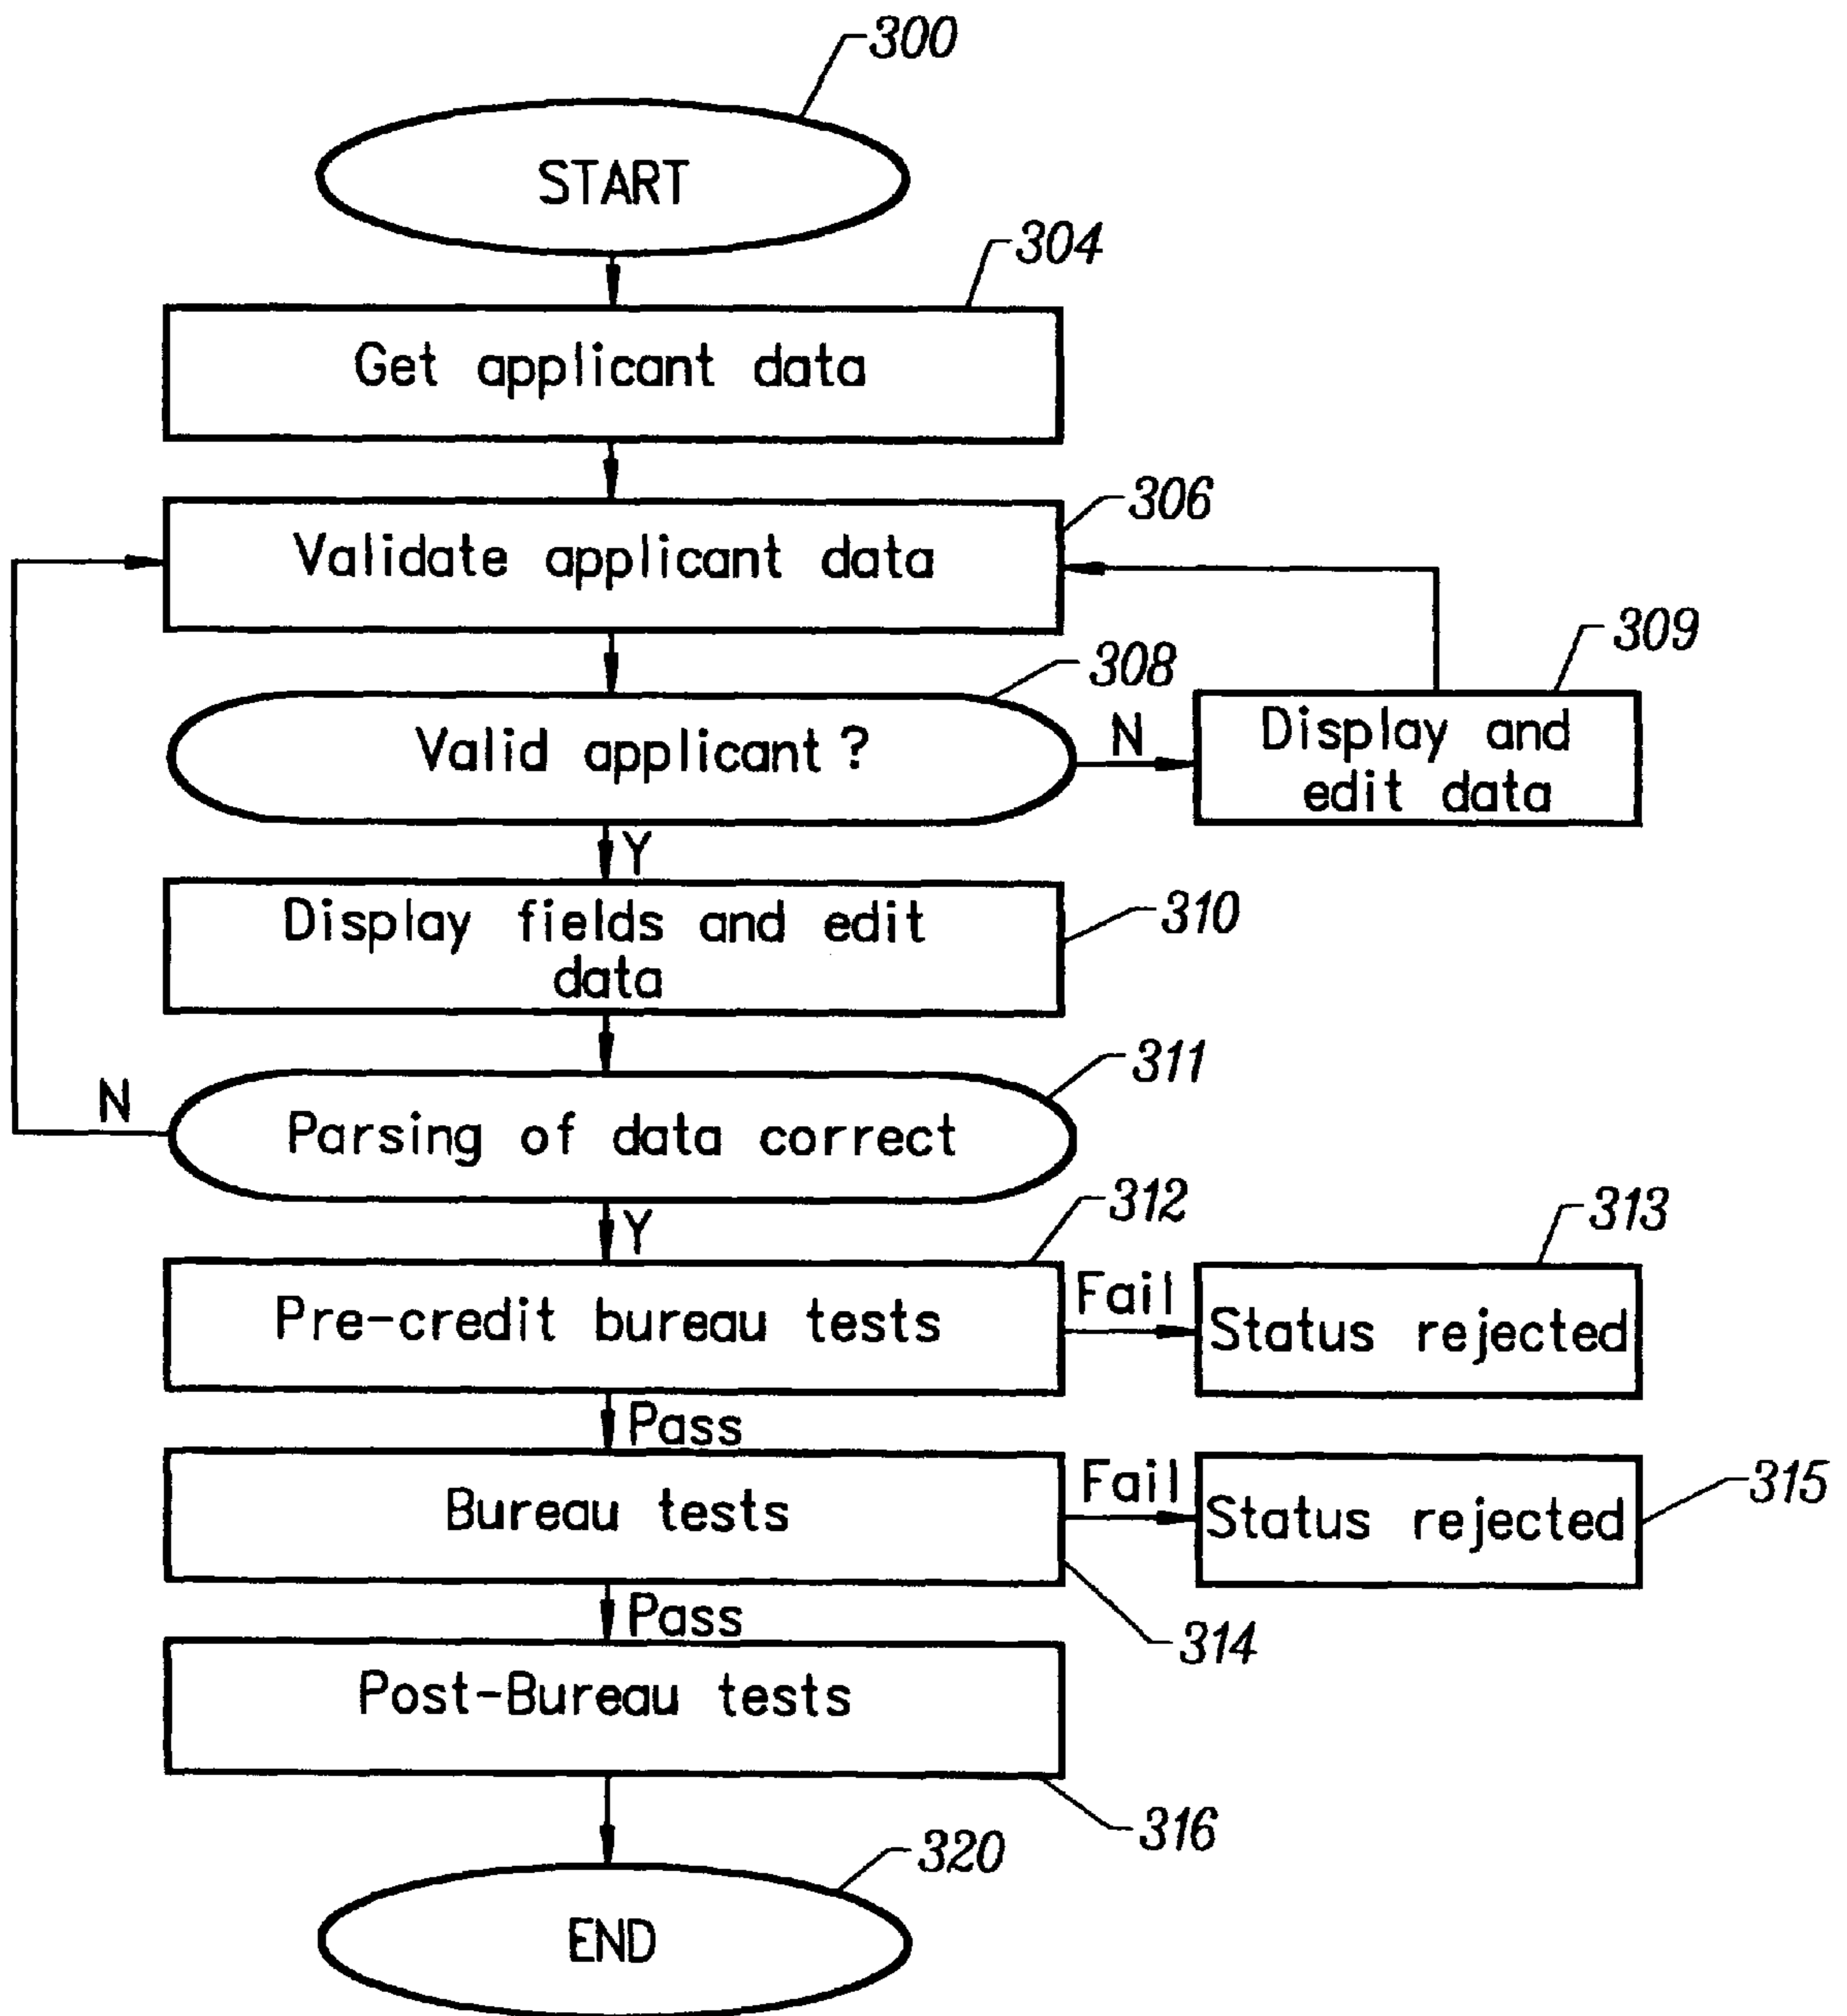 300
START
304
Get applicant data
306
Validate applicant data
308
309
Valid applicant?
N
Display and
edit data
Y
Display fields and edit
data
310
311
N
Parsing of data correct
Y
312
313
Pre-credit bureau tests
Fail
Status rejected
Pass
Bureau tests
Fail
Status rejected
315
Pass
314
Post-Bureau tests
316
320
END